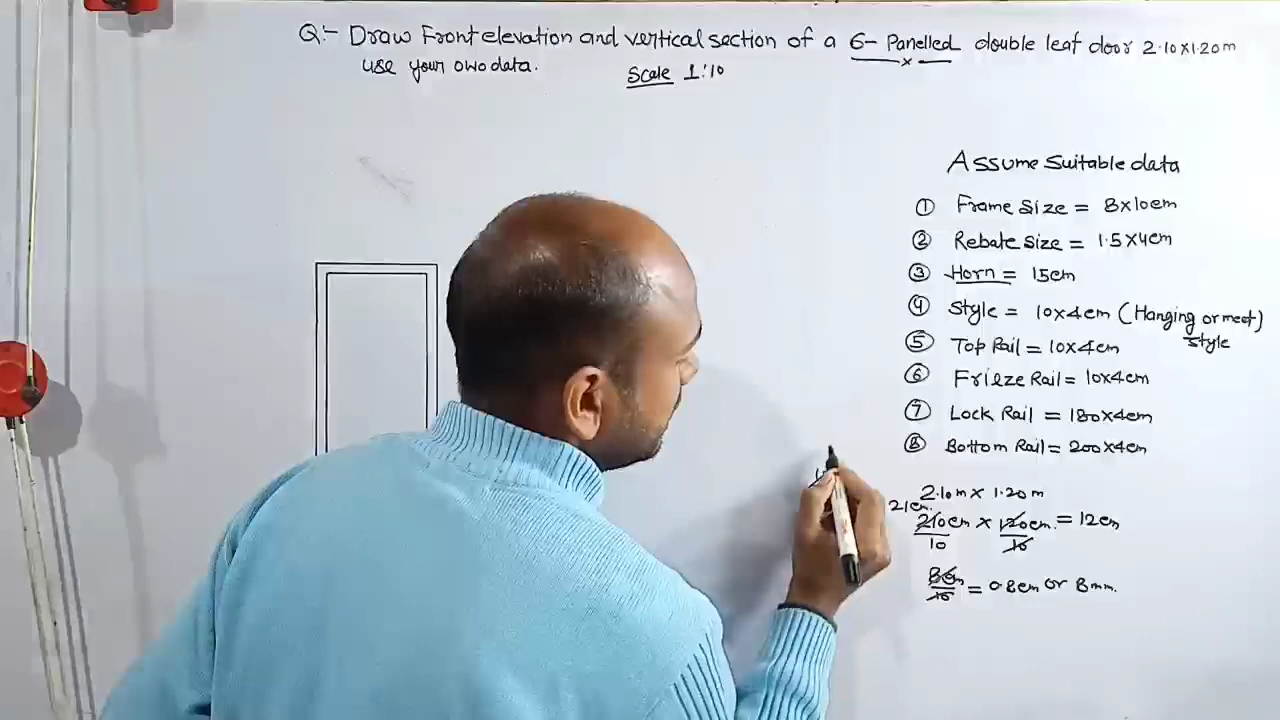 Q:- Draw Front elevation and vertical section of a 6- Panelled double leaf door 2.10x1.20m
use your own data. Scale 1:10
Assume suitable data
① Frame size = 8x10cm
② Rebate size = 1.5x4cm
③ Horn = 15cm
④ Style = 10x4cm (Hanging or meet)
style
⑤ Top Rail = 10x4cm
⑥ Frieze Rail = 10x4cm
⑦ Lock Rail = 180x4cm
⑧ Bottom Rail = 200x4cm
2.10m x 1.20m
21cm
210cm x 120cm = 12cm
10 10
8cm
10 = 0.8cm or 8mm.